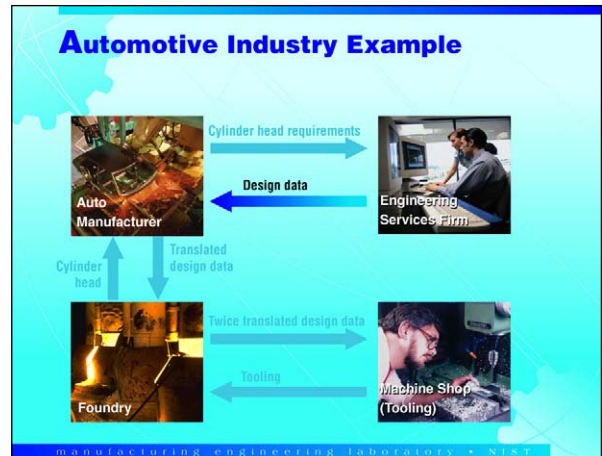 Automotive Industry Example
Cylinder head requirements
Design data
Auto
Manufacturer
Engineering
Services Firm
Cylinder
head
Translated
design data
Twice translated design data
Tooling
Foundry
Machine Shop
(Tooling)
manufacturing engineering laboratory • NIST